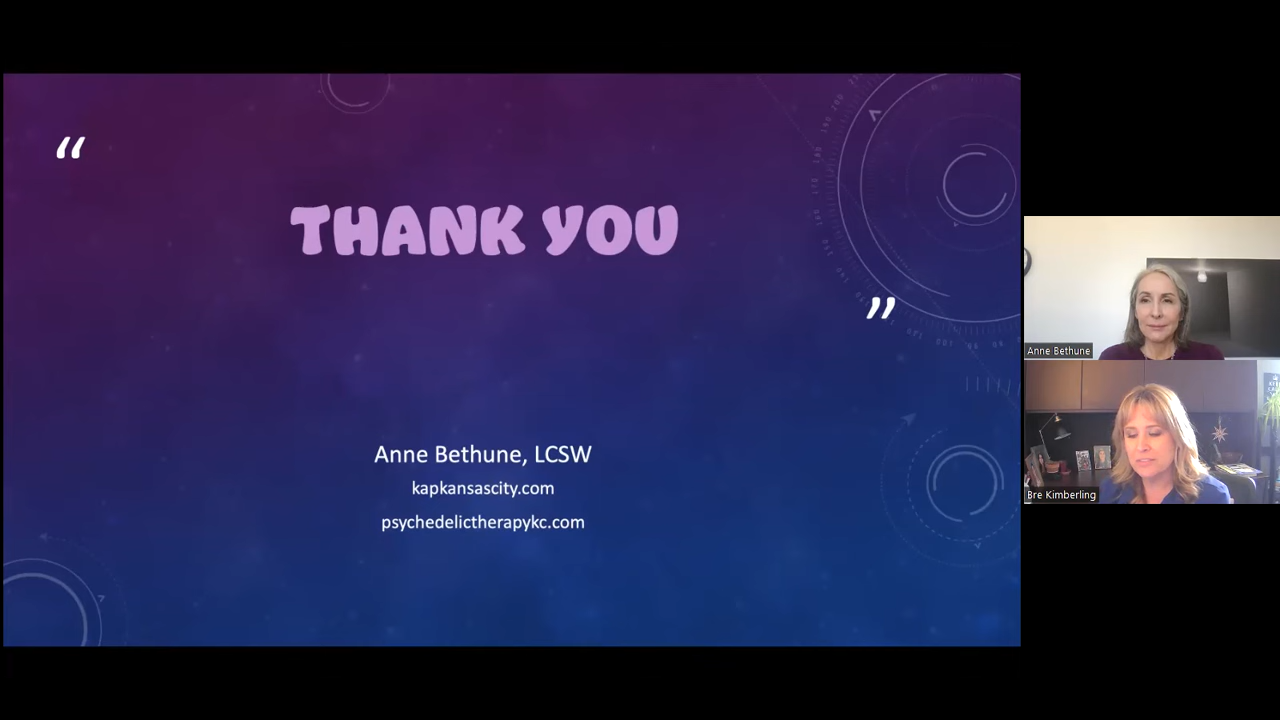 “
THANK YOU
”
Anne Bethune, LCSW
kapkansascity.com
psychedelictherapykc.com
Anne Bethune
Bre Kimberling